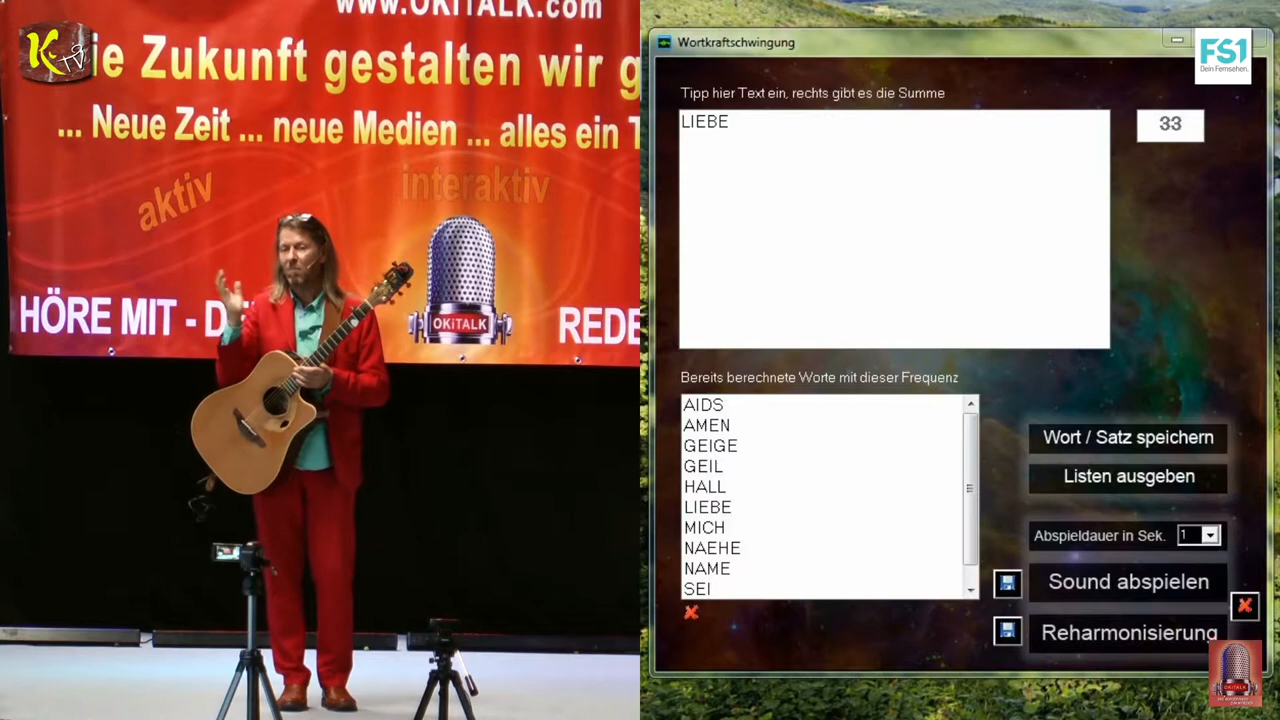 www.OKiTALK.com
ie Zukunft gestalten wir g
... Neue Zeit ... neue Medien ... alles ein T
aktiv
interaktiv
HÖRE MIT - D
REDE
OKiTALK
K TV
Wortkraftschwingung
FS1
Dein Fernsehen.
Tipp hier Text ein, rechts gibt es die Summe
LIEBE
33
Bereits berechnete Worte mit dieser Frequenz
AIDS
AMEN
GEIGE
GEIL
HALL
LIEBE
MICH
NAEHE
NAME
SEI
Wort / Satz speichern
Listen ausgeben
Abspieldauer in Sek. 1
Sound abspielen
Reharmonisierung
OKiTALK